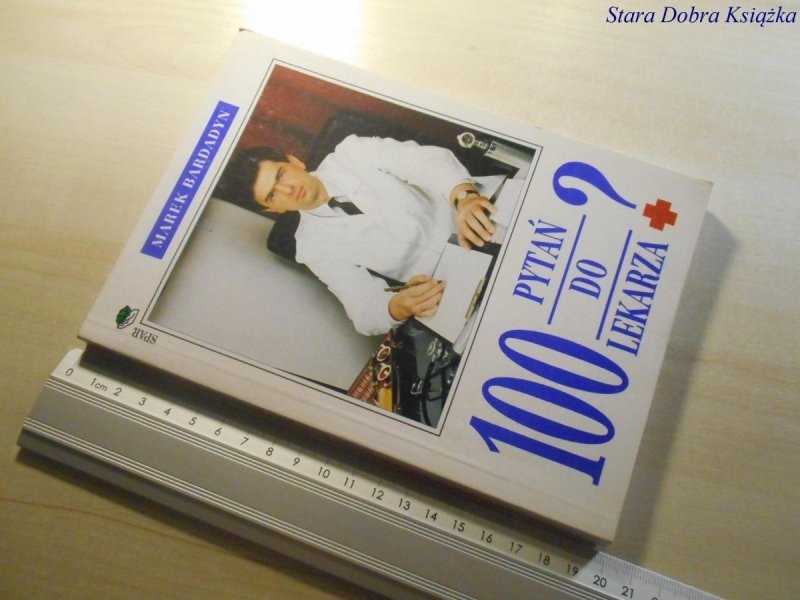 Stara Dobra Książka
MAREK BARDADYN
SPAR
100
PYTAŃ
DO
LEKARZA
?
0 1cm 2 3 4 5 6 7 8 9 10 11 12 13 14 15 16 17 18 19 20 21